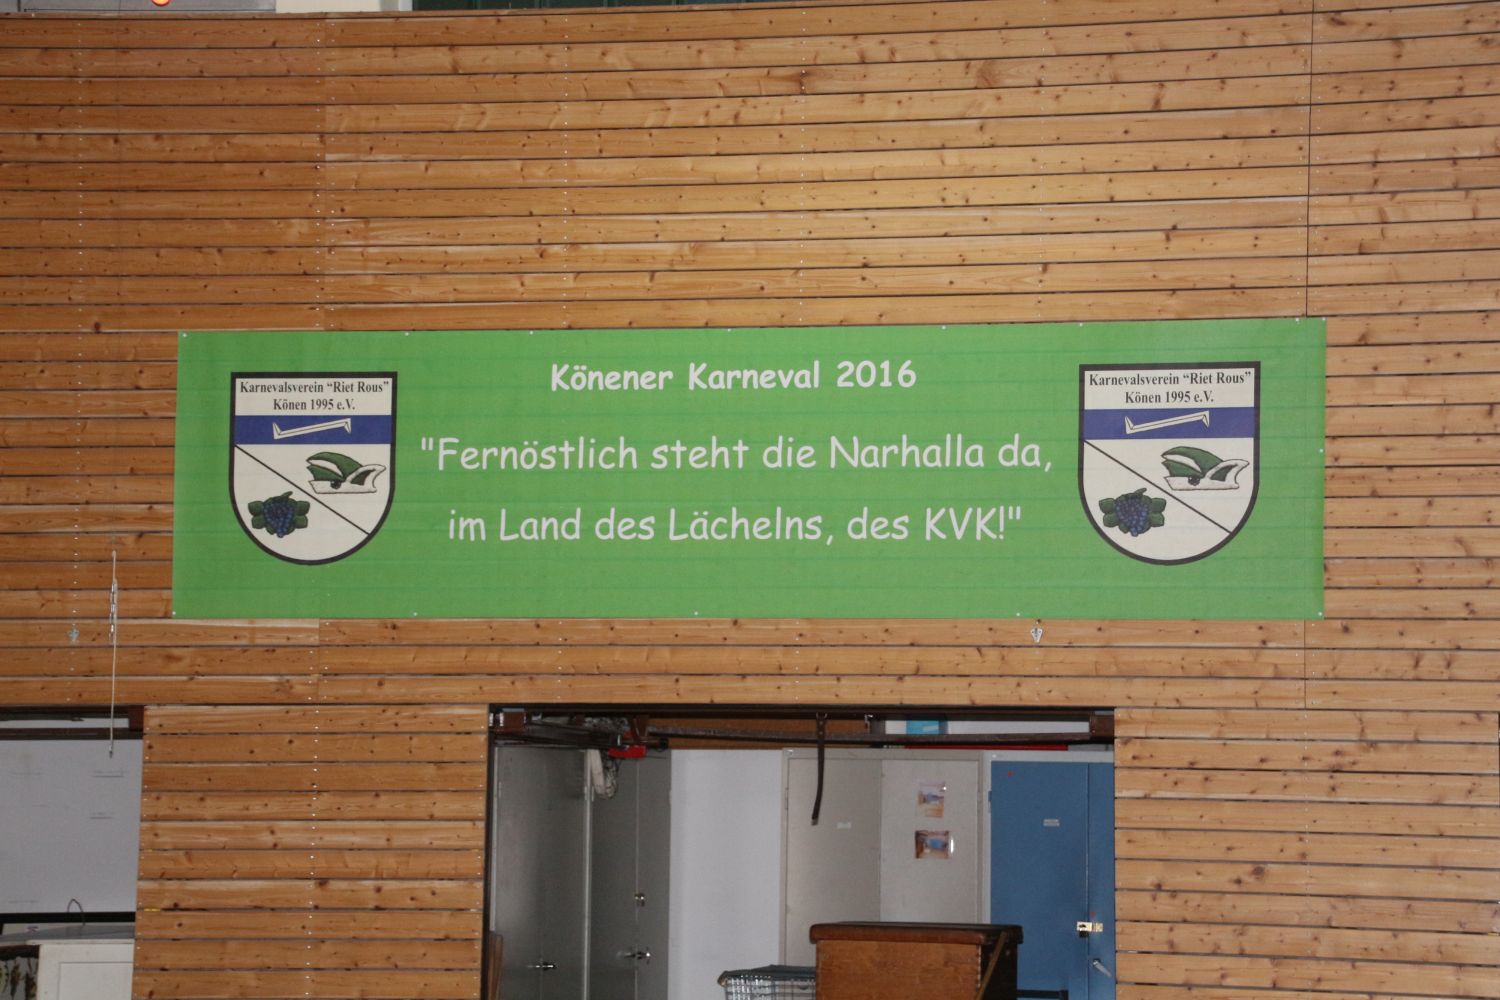 Könener Karneval 2016
Karnevalsverein “Riet Rous”
Könen 1995 e.V.
"Fernöstlich steht die Narhalla da,
im Land des Lächelns, des KVK!"
Karnevalsverein “Riet Rous”
Könen 1995 e.V.